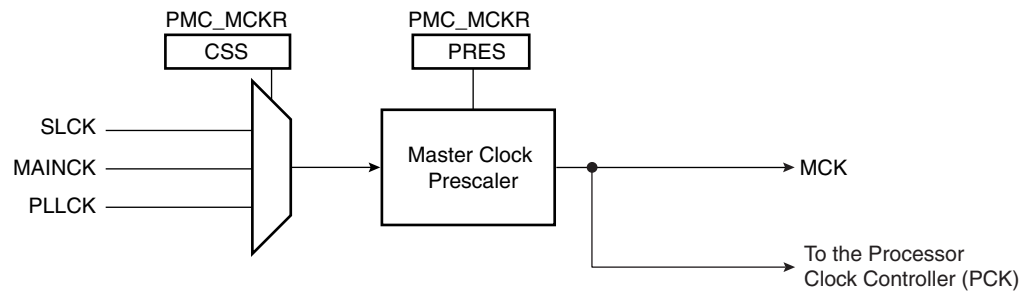 PMC_MCKR
PMC_MCKR
CSS
PRES
SLCK
MAINCK
PLLCK
Master Clock
Prescaler
MCK
To the Processor
Clock Controller (PCK)